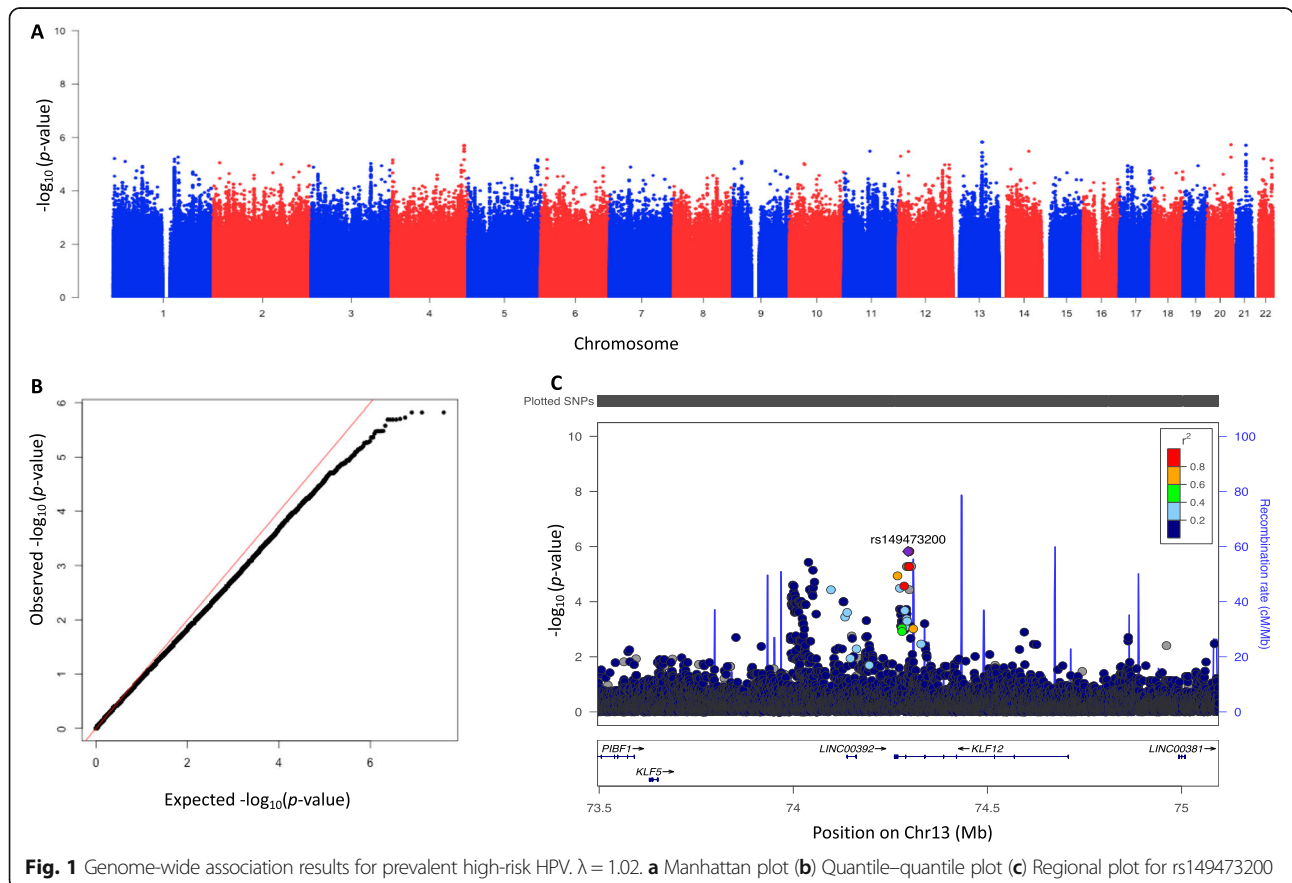 A
10
8
6
4
2
0
-log10 (p-value)
1 2 3 4 5 6 7 8 9 10 11 12 13 14 15 16 17 18 19 20 21 22
Chromosome
B
6
5
4
3
2
1
0
Observed -log10 (p-value)
0 2 4 6
Expected -log10(p-value)
C
Plotted SNPs
10
8
6
4
2
0
-log10 (p-value)
rs149473200
r2
0.8
0.6
0.4
0.2
100
80
60
40
20
0
Recombination rate (cM/Mb)
PIBF1→
LINC00392→
←KLF12
LINC00381→
KLF5→
73.5 74 74.5 75
Position on Chr13 (Mb)
Fig. 1 Genome-wide association results for prevalent high-risk HPV. λ = 1.02. a Manhattan plot (b) Quantile–quantile plot (c) Regional plot for rs149473200